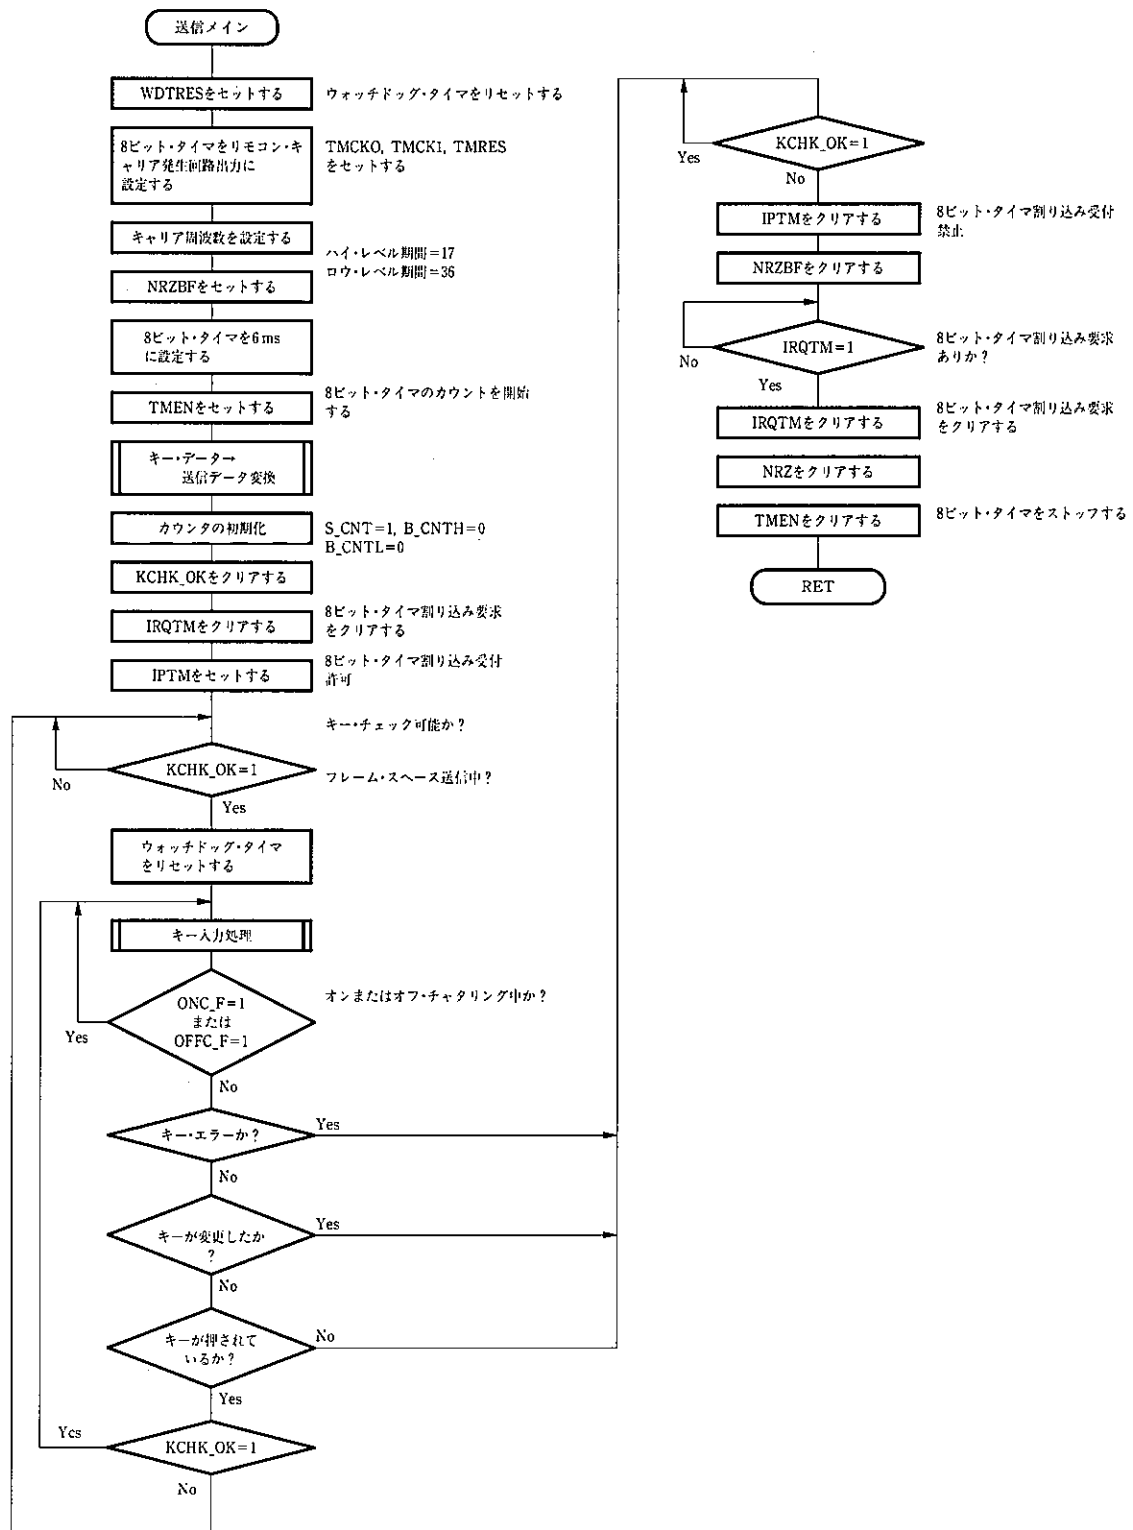 送信メイン
WDTRESをセットする
ウォッチドッグ・タイマをリセットする
8ビット・タイマをリモコン・キ
ャリア発生回路出力に
設定する
TMCK0, TMCK1, TMRES
をセットする
キャリア周波数を設定する
ハイ・レベル期間=17
ロウ・レベル期間=36
NRZBFをセットする
8ビット・タイマを6 ms
に設定する
TMENをセットする
8ビット・タイマのカウントを開始
する
キー・データ→
送信データ変換
カウンタの初期化
S_CNT=1, B_CNTH=0
B_CNTL=0
KCHK_OKをクリアする
IRQTMをクリアする
8ビット・タイマ割り込み要求
をクリアする
IPTMをセットする
8ビット・タイマ割り込み受付
許可
キー・チェック可能か?
KCHK_OK=1
フレーム・スペース送信中?
No
Yes
ウォッチドッグ・タイマ
をリセットする
キー入力処理
ONC_F=1
または
OFFC_F=1
オンまたはオフ・チャタリング中か?
Yes
No
キー・エラーか?
Yes
No
キーが変更したか
?
Yes
No
キーが押されて
いるか?
No
Yes
KCHK_OK=1
Yes
No
KCHK_OK=1
Yes
No
IPTMをクリアする
8ビット・タイマ割り込み受付
禁止
NRZBFをクリアする
IRQTM=1
8ビット・タイマ割り込み要求
ありか?
No
Yes
IRQTMをクリアする
8ビット・タイマ割り込み要求
をクリアする
NRZをクリアする
TMENをクリアする
8ビット・タイマをストップする
RET